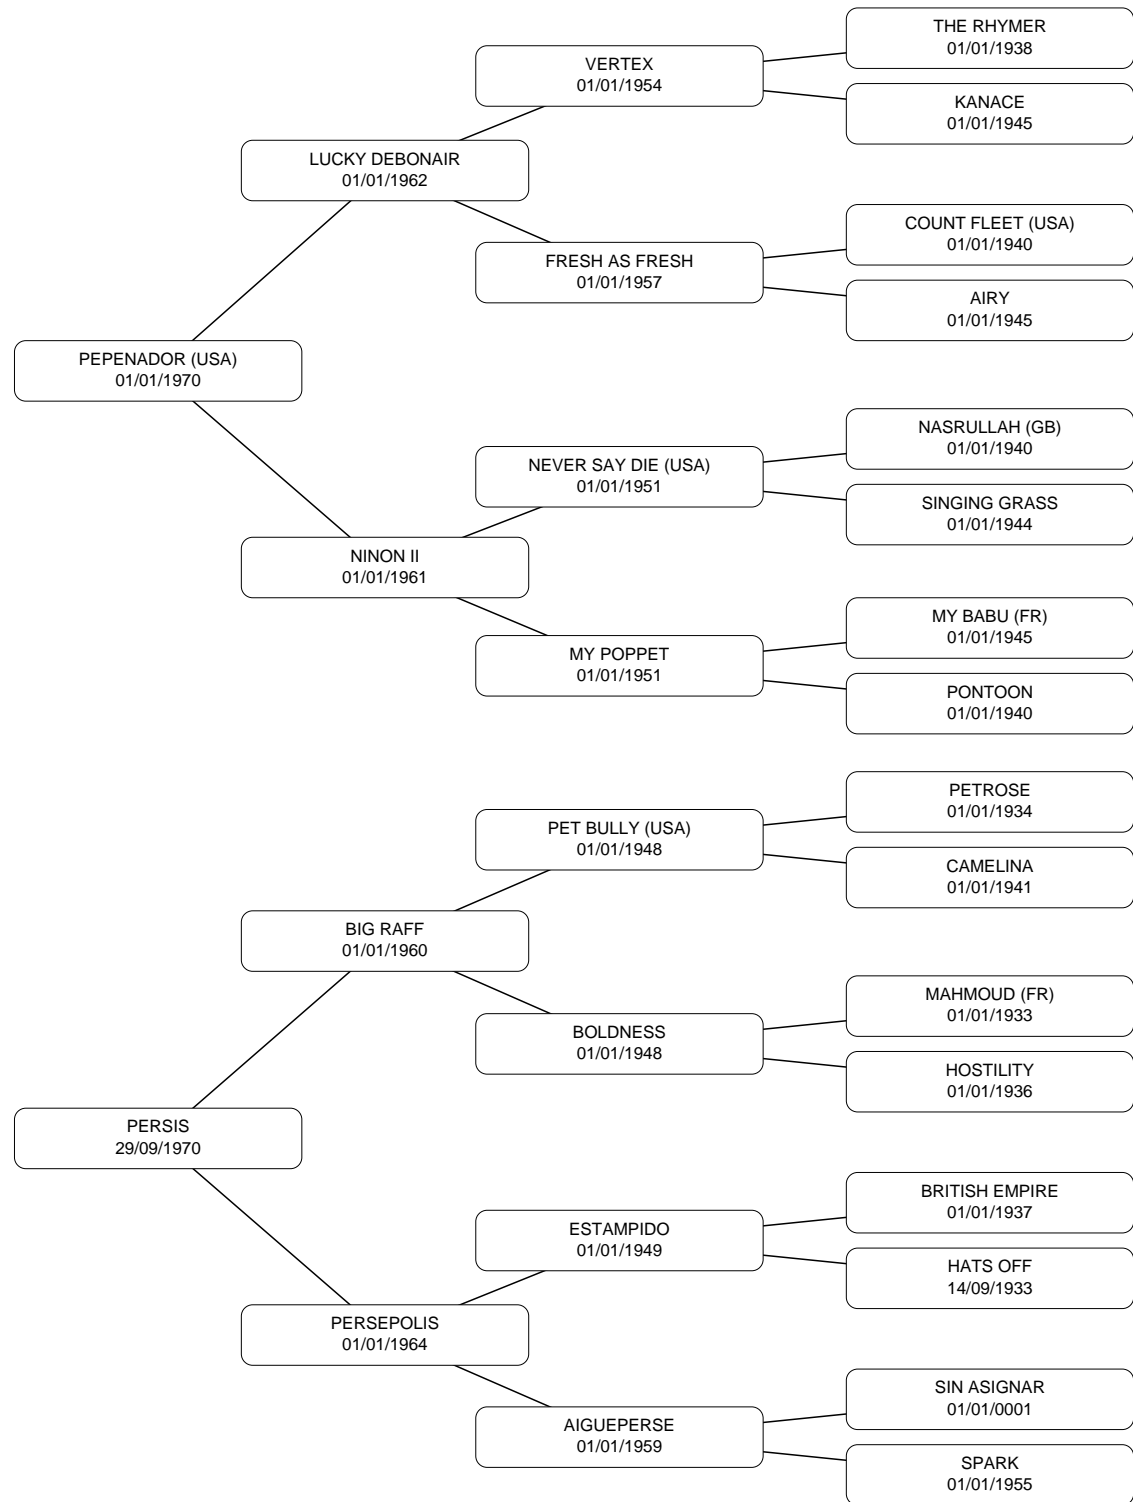 THE RHYMER
01/01/1938
VERTEX
01/01/1954
KANACE
01/01/1945
LUCKY DEBONAIR
01/01/1962
COUNT FLEET (USA)
01/01/1940
FRESH AS FRESH
01/01/1957
AIRY
01/01/1945
PEPENADOR (USA)
01/01/1970
NASRULLAH (GB)
01/01/1940
NEVER SAY DIE (USA)
01/01/1951
SINGING GRASS
01/01/1944
NINON II
01/01/1961
MY BABU (FR)
01/01/1945
MY POPPET
01/01/1951
PONTOON
01/01/1940
PETROSE
01/01/1934
PET BULLY (USA)
01/01/1948
CAMELINA
01/01/1941
BIG RAFF
01/01/1960
MAHMOUD (FR)
01/01/1933
BOLDNESS
01/01/1948
HOSTILITY
01/01/1936
PERSIS
29/09/1970
BRITISH EMPIRE
01/01/1937
ESTAMPIDO
01/01/1949
HATS OFF
14/09/1933
PERSEPOLIS
01/01/1964
SIN ASIGNAR
01/01/0001
AIGUEPERSE
01/01/1959
SPARK
01/01/1955